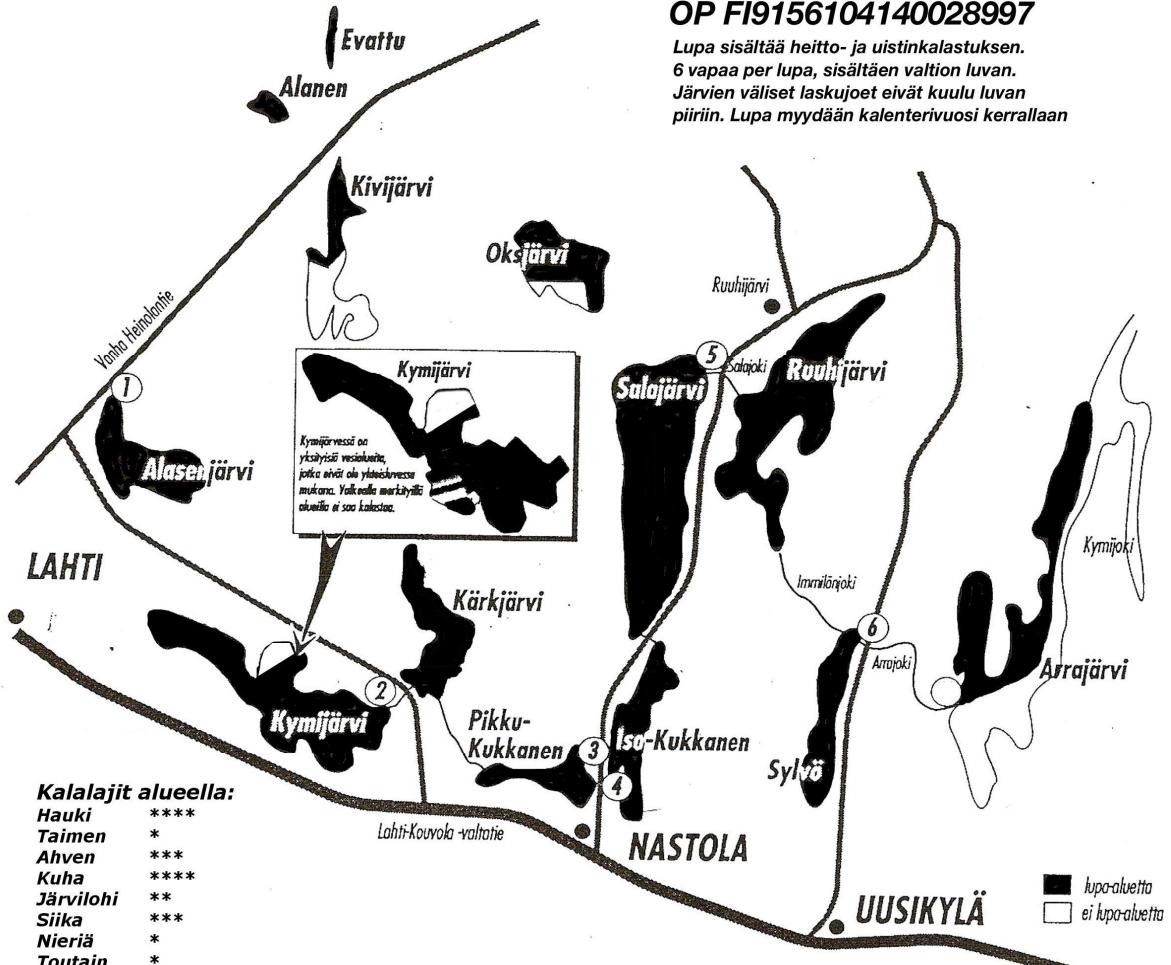 OP FI9156104140028997
Lupa sisältää heitto- ja uistinkalastuksen.
6 vapaa per lupa, sisältäen valtion luvan.
Järvien väliset laskujoet eivät kuulu luvan
piiriin. Lupa myydään kalenterivuosi kerrallaan
Evattu
Alanen
Kivijärvi
Oksjärvi
Ruuhijärvi
Vanha Heinolantie
1
Alasenjärvi
Kymijärvi
Kymijärvessä on
yksityisiä vesialueita,
jotka eivät ole yhteisluvassa
mukana. Valkealla merkityillä
alueilla ei saa kalastaa.
5
Salajoki
Salajärvi
Ruuhijärvi
Kymijoki
LAHTI
Kärkjärvi
Immilänjoki
6
Arrajoki
Arrajärvi
2
Kymijärvi
Pikku-
Kukkanen
3
4
Iso-Kukkanen
Sylvö
Lahti-Kouvola -valtatie
NASTOLA
UUSIKYLÄ
lupa-aluetta
ei lupa-aluetta
Kalalajit alueella:
Hauki ****
Taimen *
Ahven ***
Kuha ****
Järvilohi **
Siika ***
Nieriä *
Toutain *